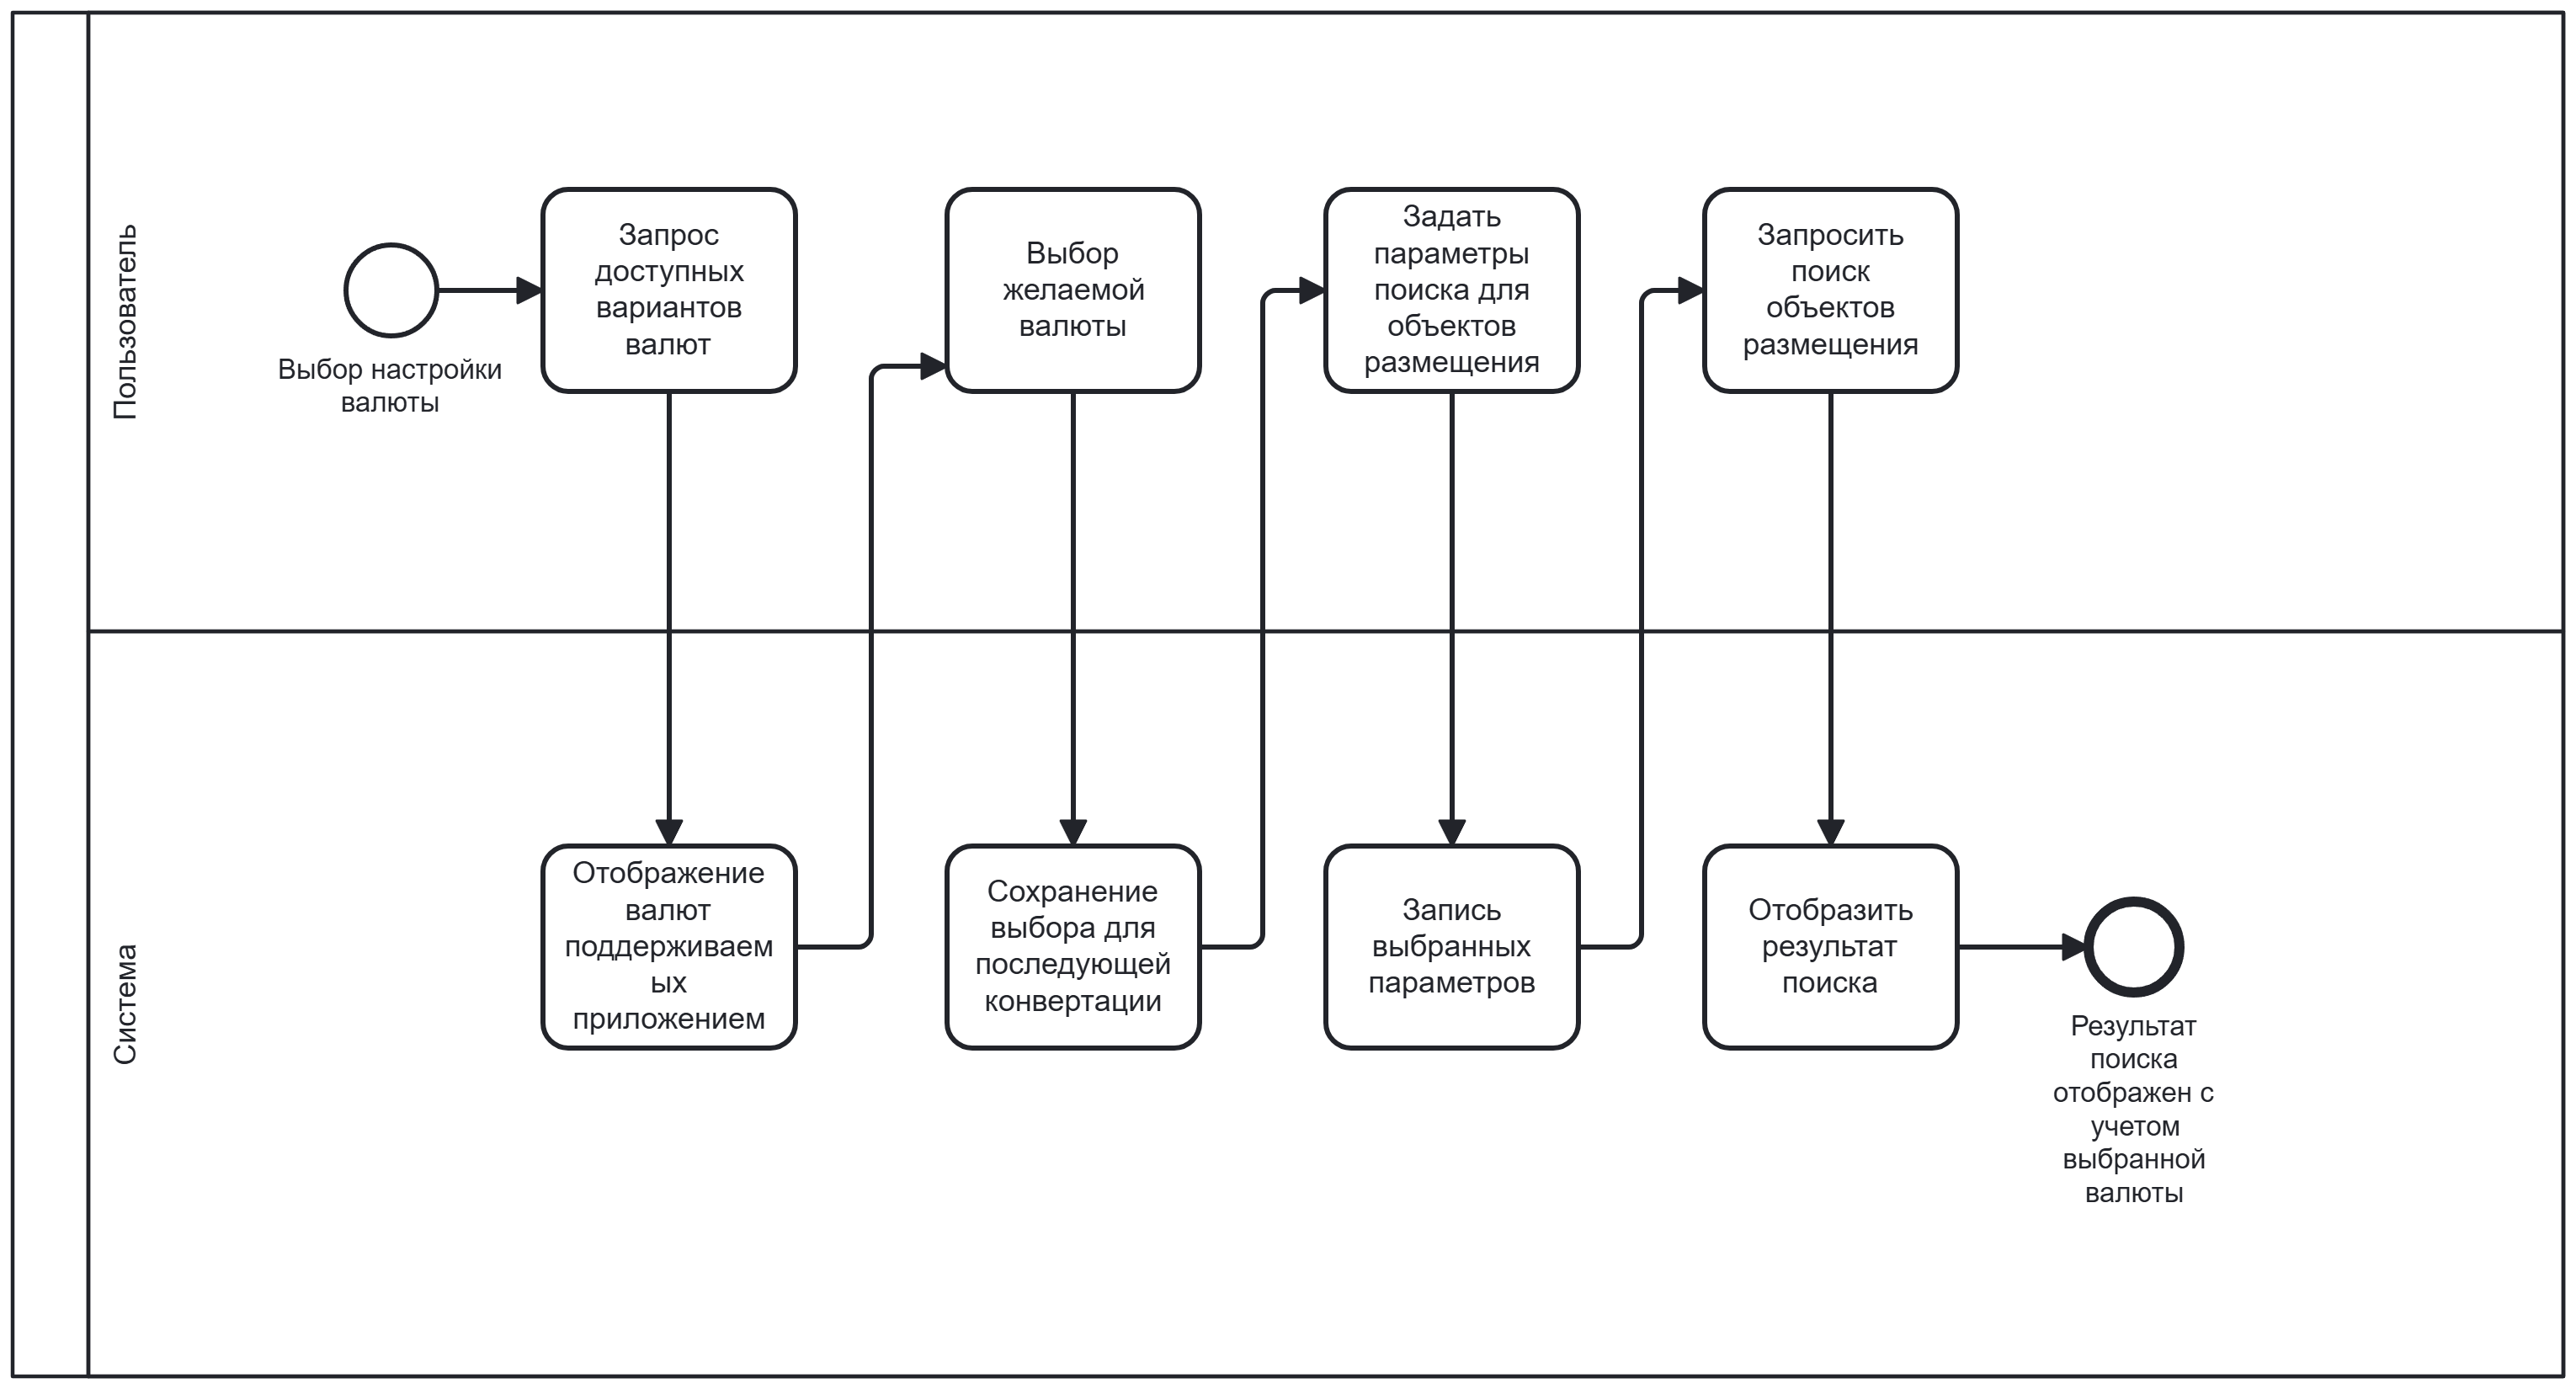 Пользователь
Выбор настройки
валюты
Запрос
доступных
вариантов
валют
Выбор
желаемой
валюты
Задать
параметры
поиска для
объектов
размещения
Запросить
поиск
объектов
размещения
Система
Отображение
валют
поддерживаем
ых
приложением
Сохранение
выбора для
последующей
конвертации
Запись
выбранных
параметров
Отобразить
результат
поиска
Результат
поиска
отображен с
учетом
выбранной
валюты